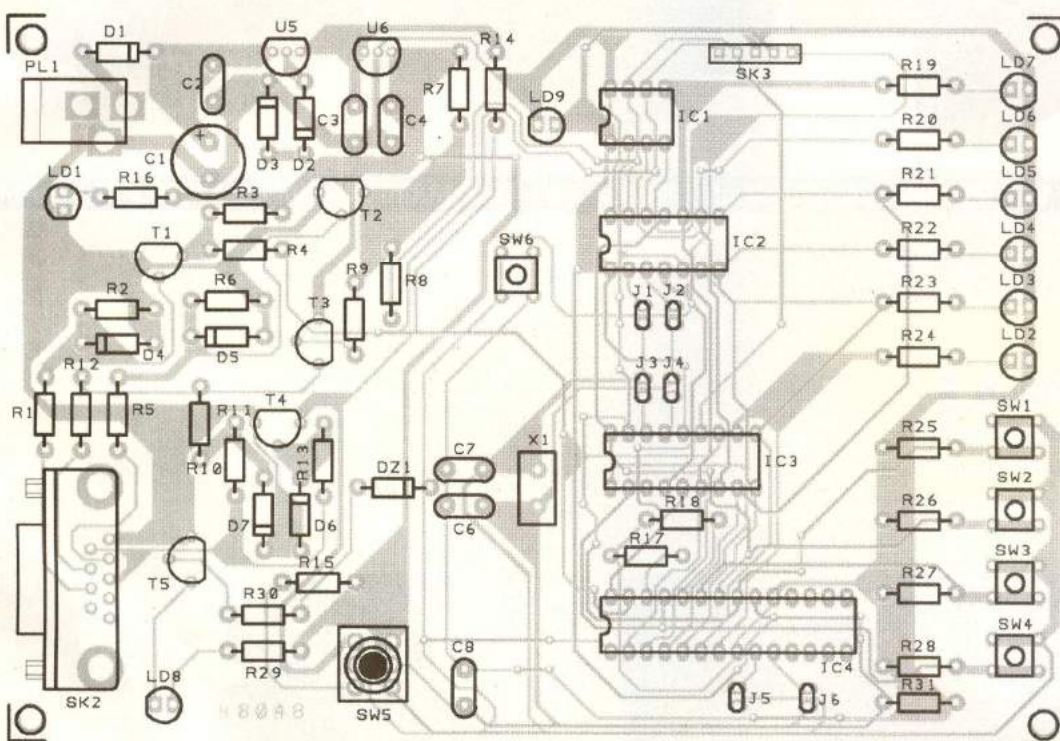 D1
U5
U6
R14
PL1
C2
R7
SK3
R19
LD7
LD9
IC1
C3
C4
LD6
R20
C1
D3
D2
LD5
R21
LD1
R16
R3
T2
LD4
R22
T1
R4
SW6
IC2
R6
R9
R8
LD3
R23
R2
T3
J1
J2
LD2
R24
D4
D5
R12
J3
J4
R1
R5
R11
T4
SW1
R25
R10
R13
DZ1
C7
X1
IC3
SW2
R26
D7
D6
C6
R18
SW3
R27
T5
R15
R17
R30
SW4
R28
R29
C8
IC4
SK2
LD8
SW5
J5
J6
R31
H8048